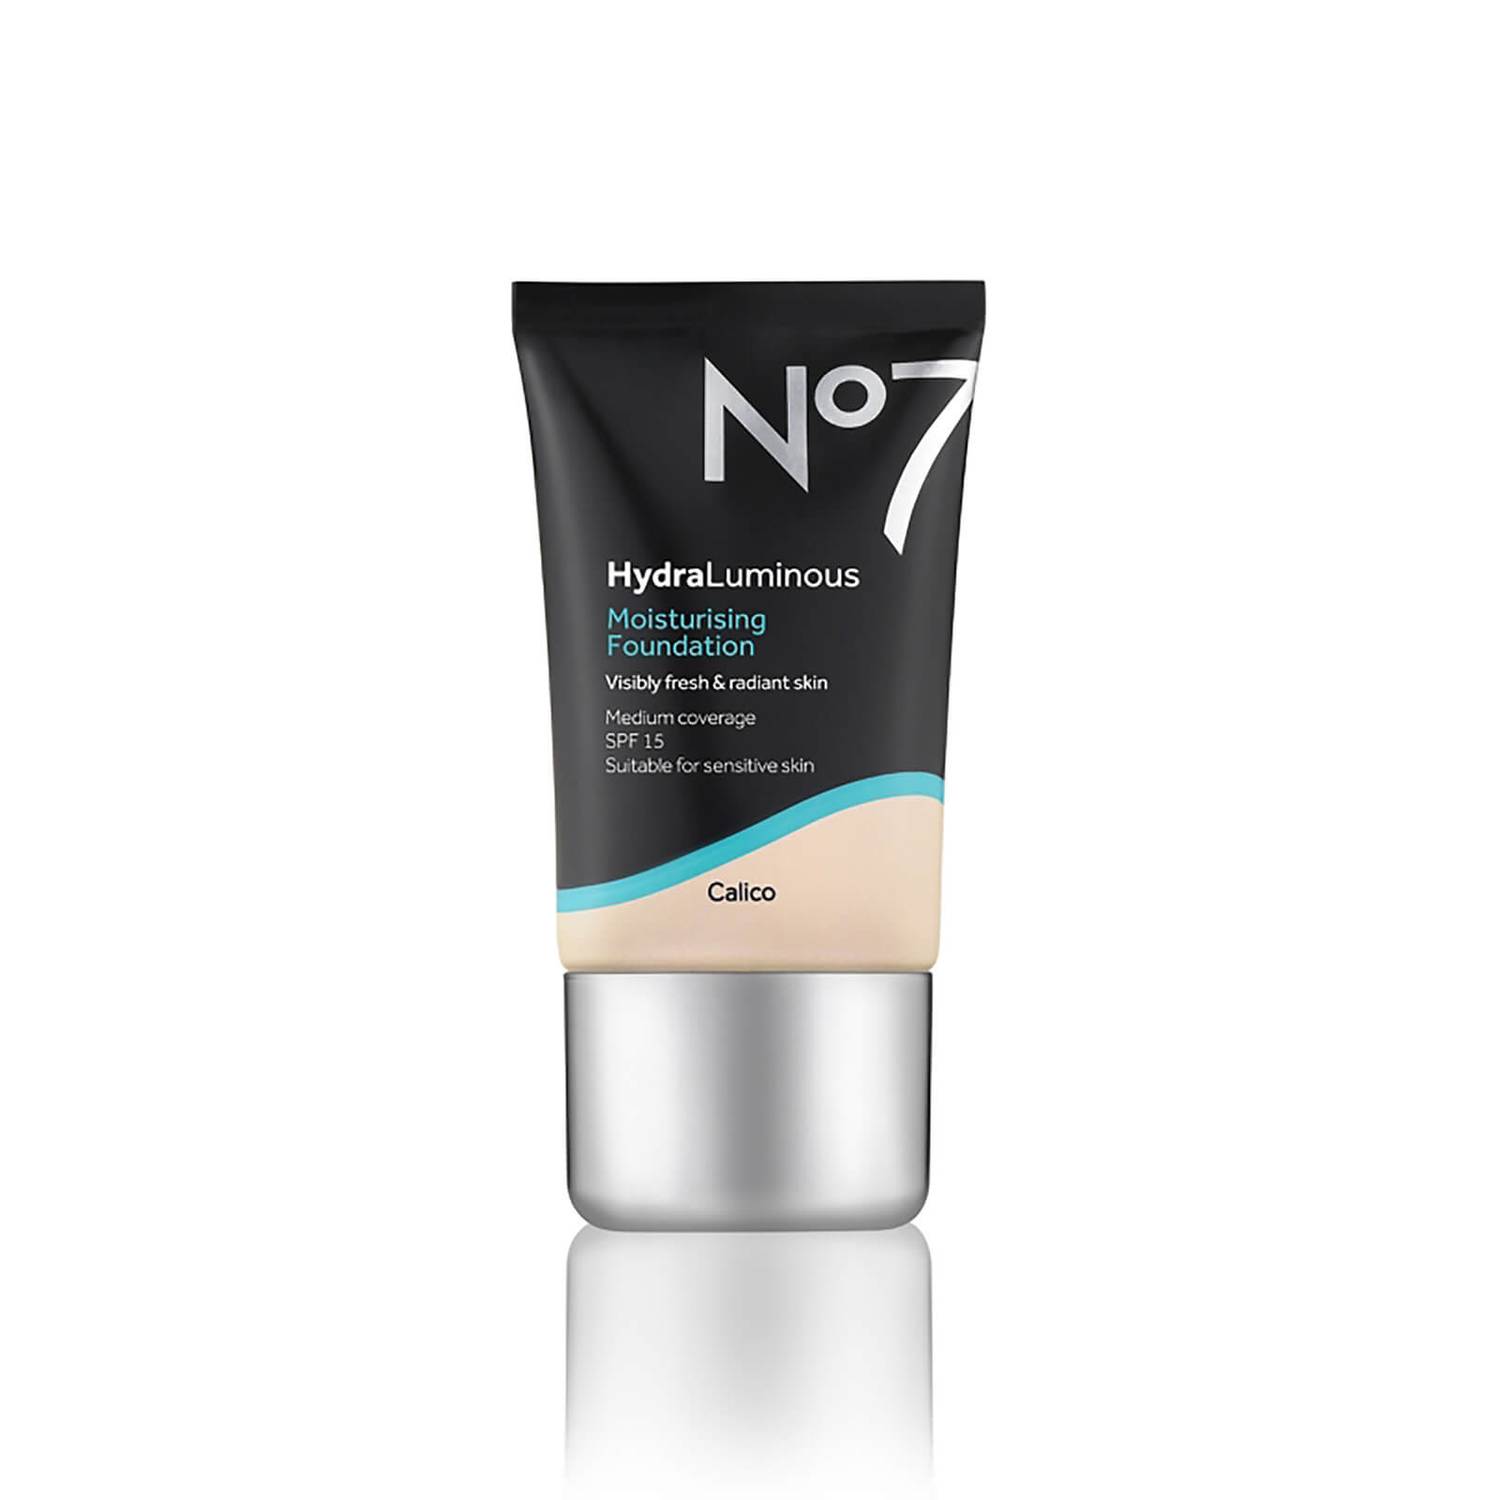 No7
HydraLuminous
Moisturising
Foundation
Visibly fresh & radiant skin
Medium coverage
SPF 15
Suitable for sensitive skin
Calico